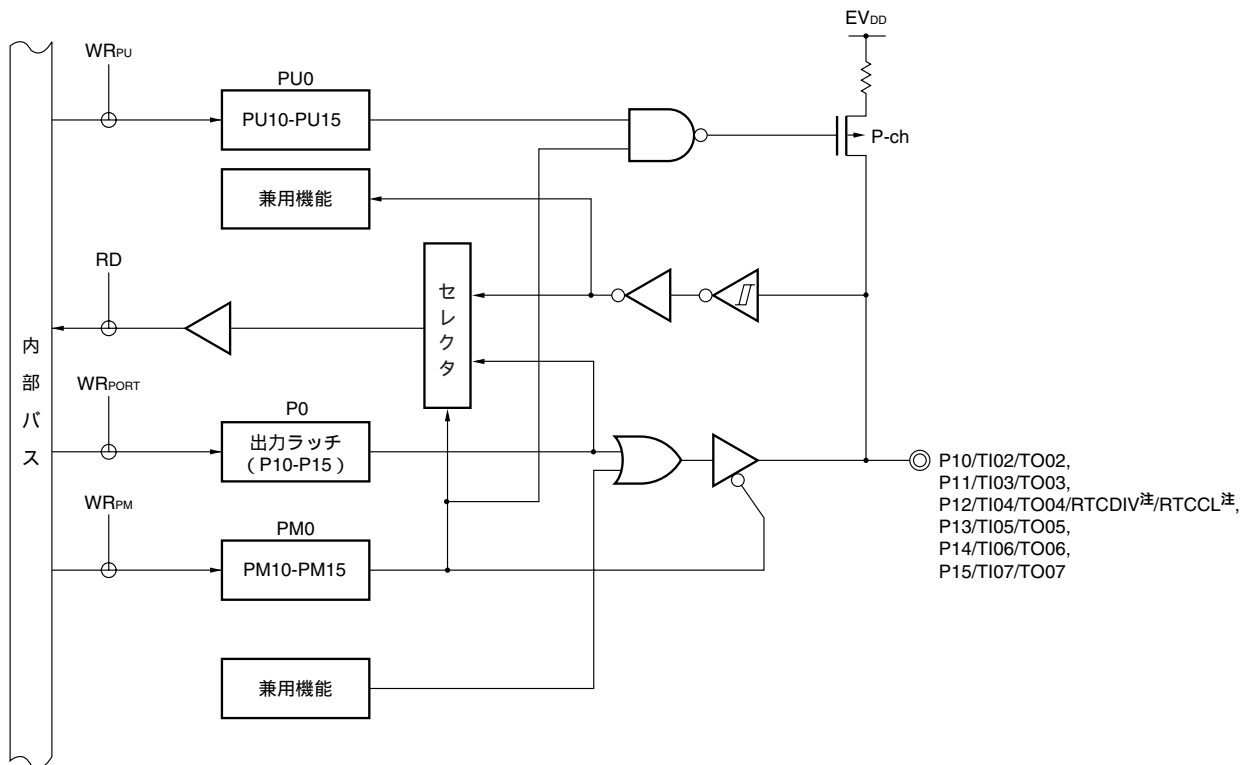 EVDD
WRPU
PU0
PU10-PU15
P-ch
兼用機能
RD
セレクタ
内部バス
WRPORT
P0
出力ラッチ
（P10-P15）
P10/TI02/TO02,
P11/TI03/TO03,
P12/TI04/TO04/RTCDIV注/RTCCL注,
P13/TI05/TO05,
P14/TI06/TO06,
P15/TI07/TO07
WRPM
PM0
PM10-PM15
兼用機能